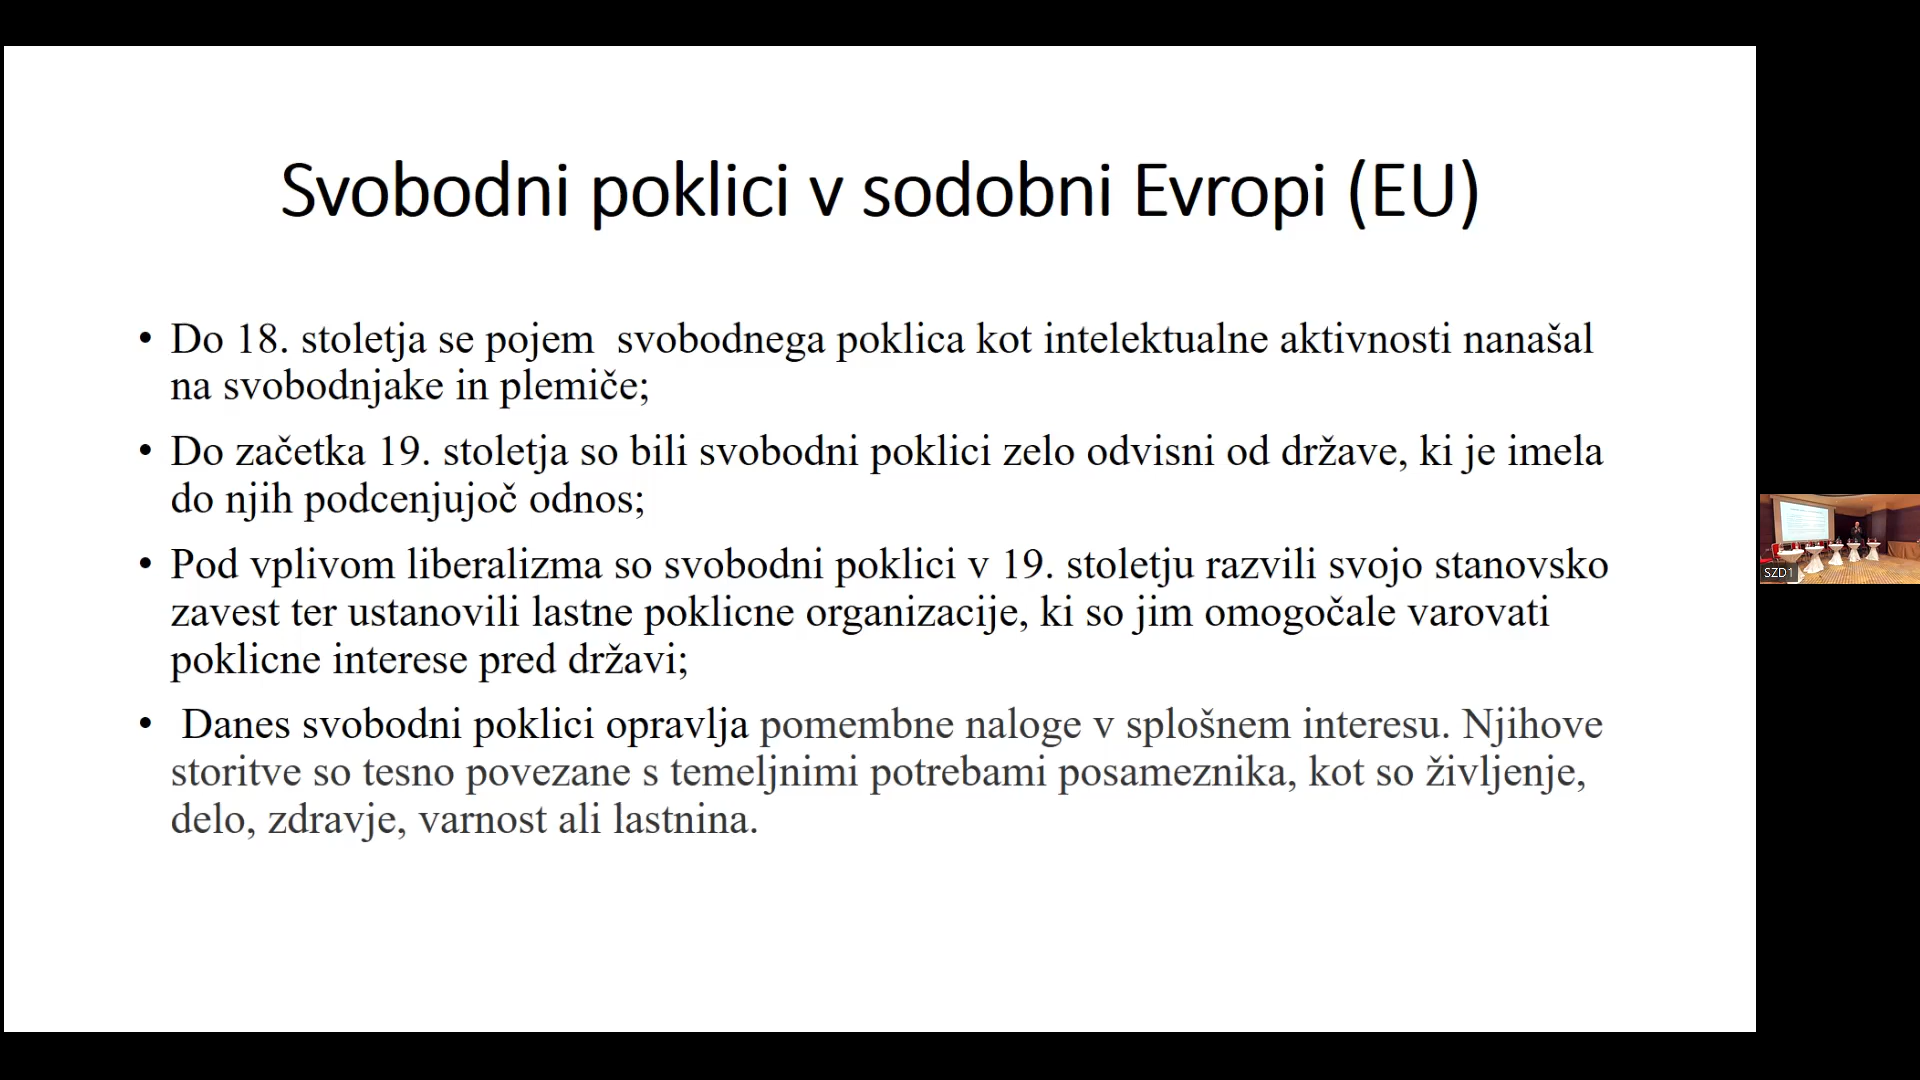 Svobodni poklici v sodobni Evropi (EU)
• Do 18. stoletja se pojem  svobodnega poklica kot intelektualne aktivnosti nanašal
na svobodnjake in plemiče;
• Do začetka 19. stoletja so bili svobodni poklici zelo odvisni od države, ki je imela
do njih podcenjujoč odnos;
• Pod vplivom liberalizma so svobodni poklici v 19. stoletju razvili svojo stanovsko
zavest ter ustanovili lastne poklicne organizacije, ki so jim omogočale varovati
poklicne interese pred državi;
• Danes svobodni poklici opravlja pomembne naloge v splošnem interesu. Njihove
storitve so tesno povezane s temeljnimi potrebami posameznika, kot so življenje,
delo, zdravje, varnost ali lastnina.
SZD1